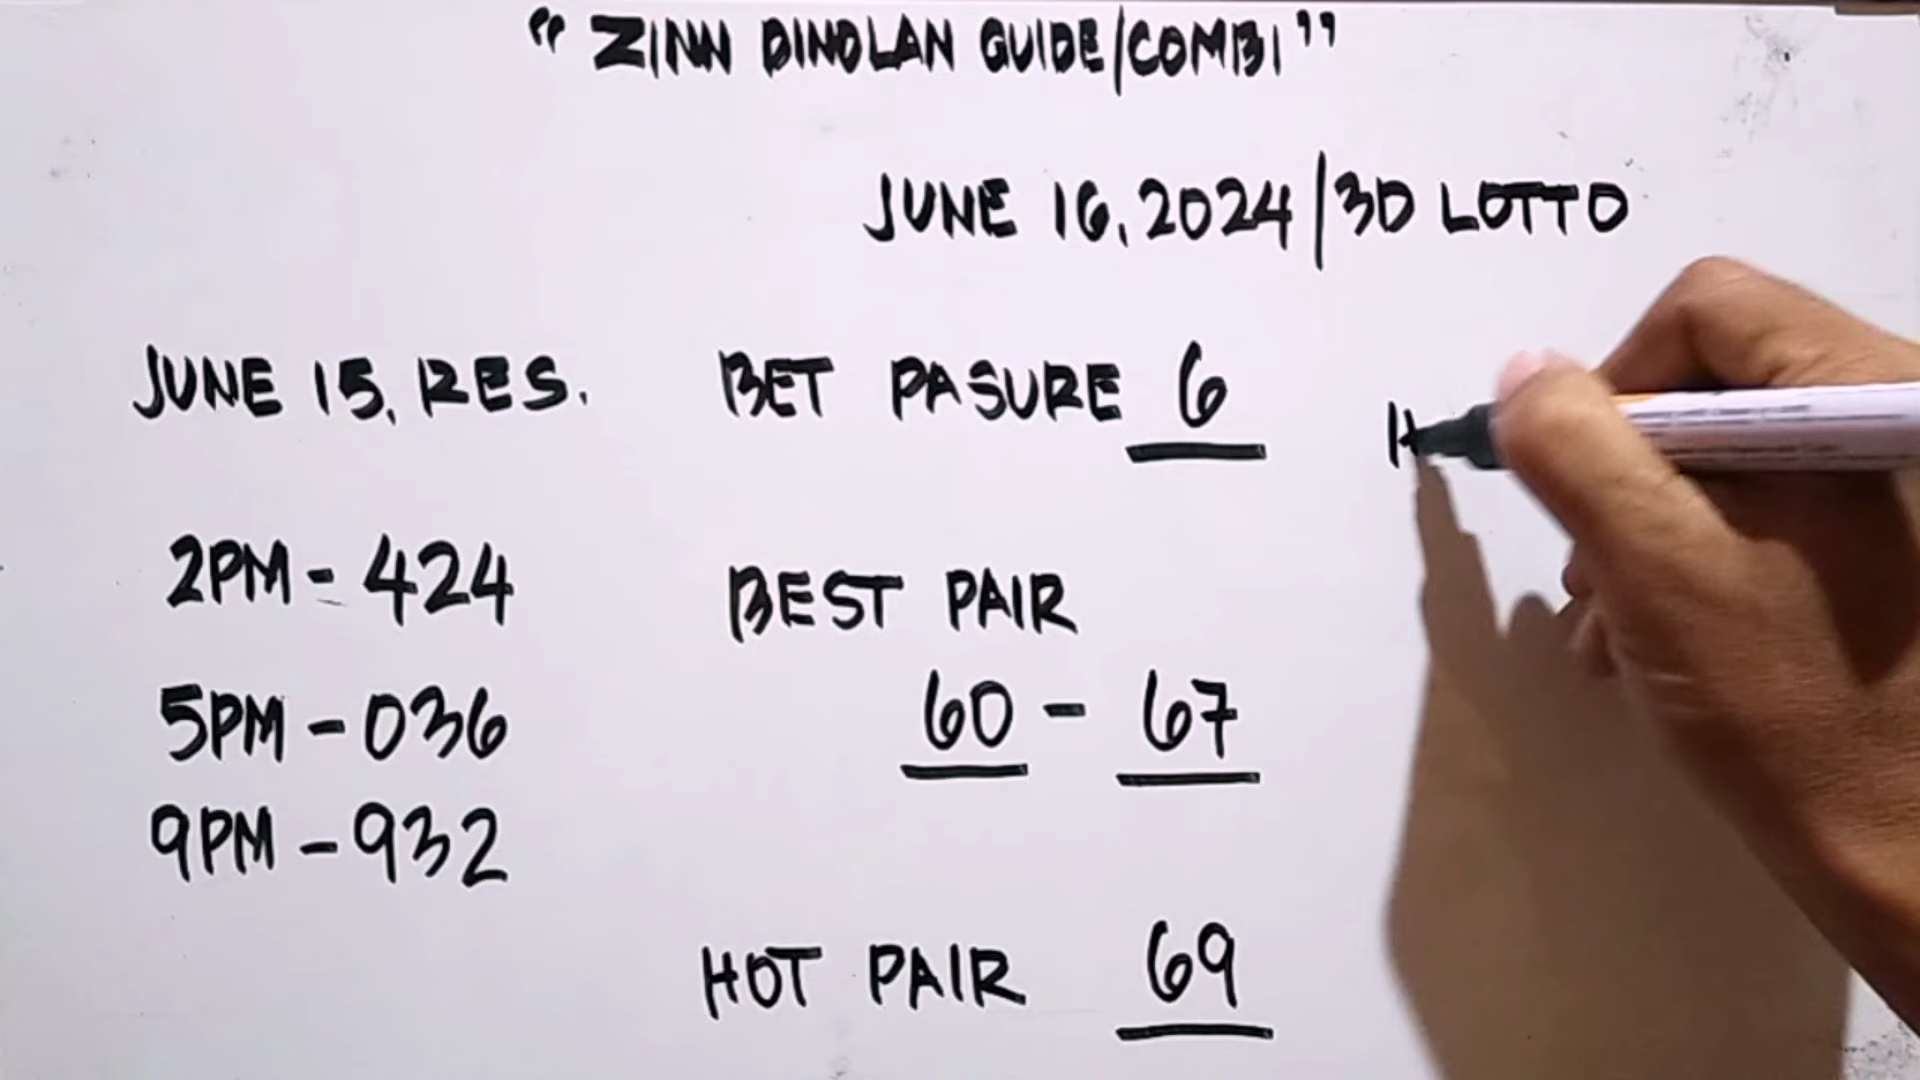 “ZINN DINOLAN GUIDE/COMBI”
JUNE 16, 2024/3D LOTTO
JUNE 15, RES.
2PM - 424
5PM - 036
9PM - 932
BET PASURE 6
BEST PAIR
60 - 67
HOT PAIR 69
H